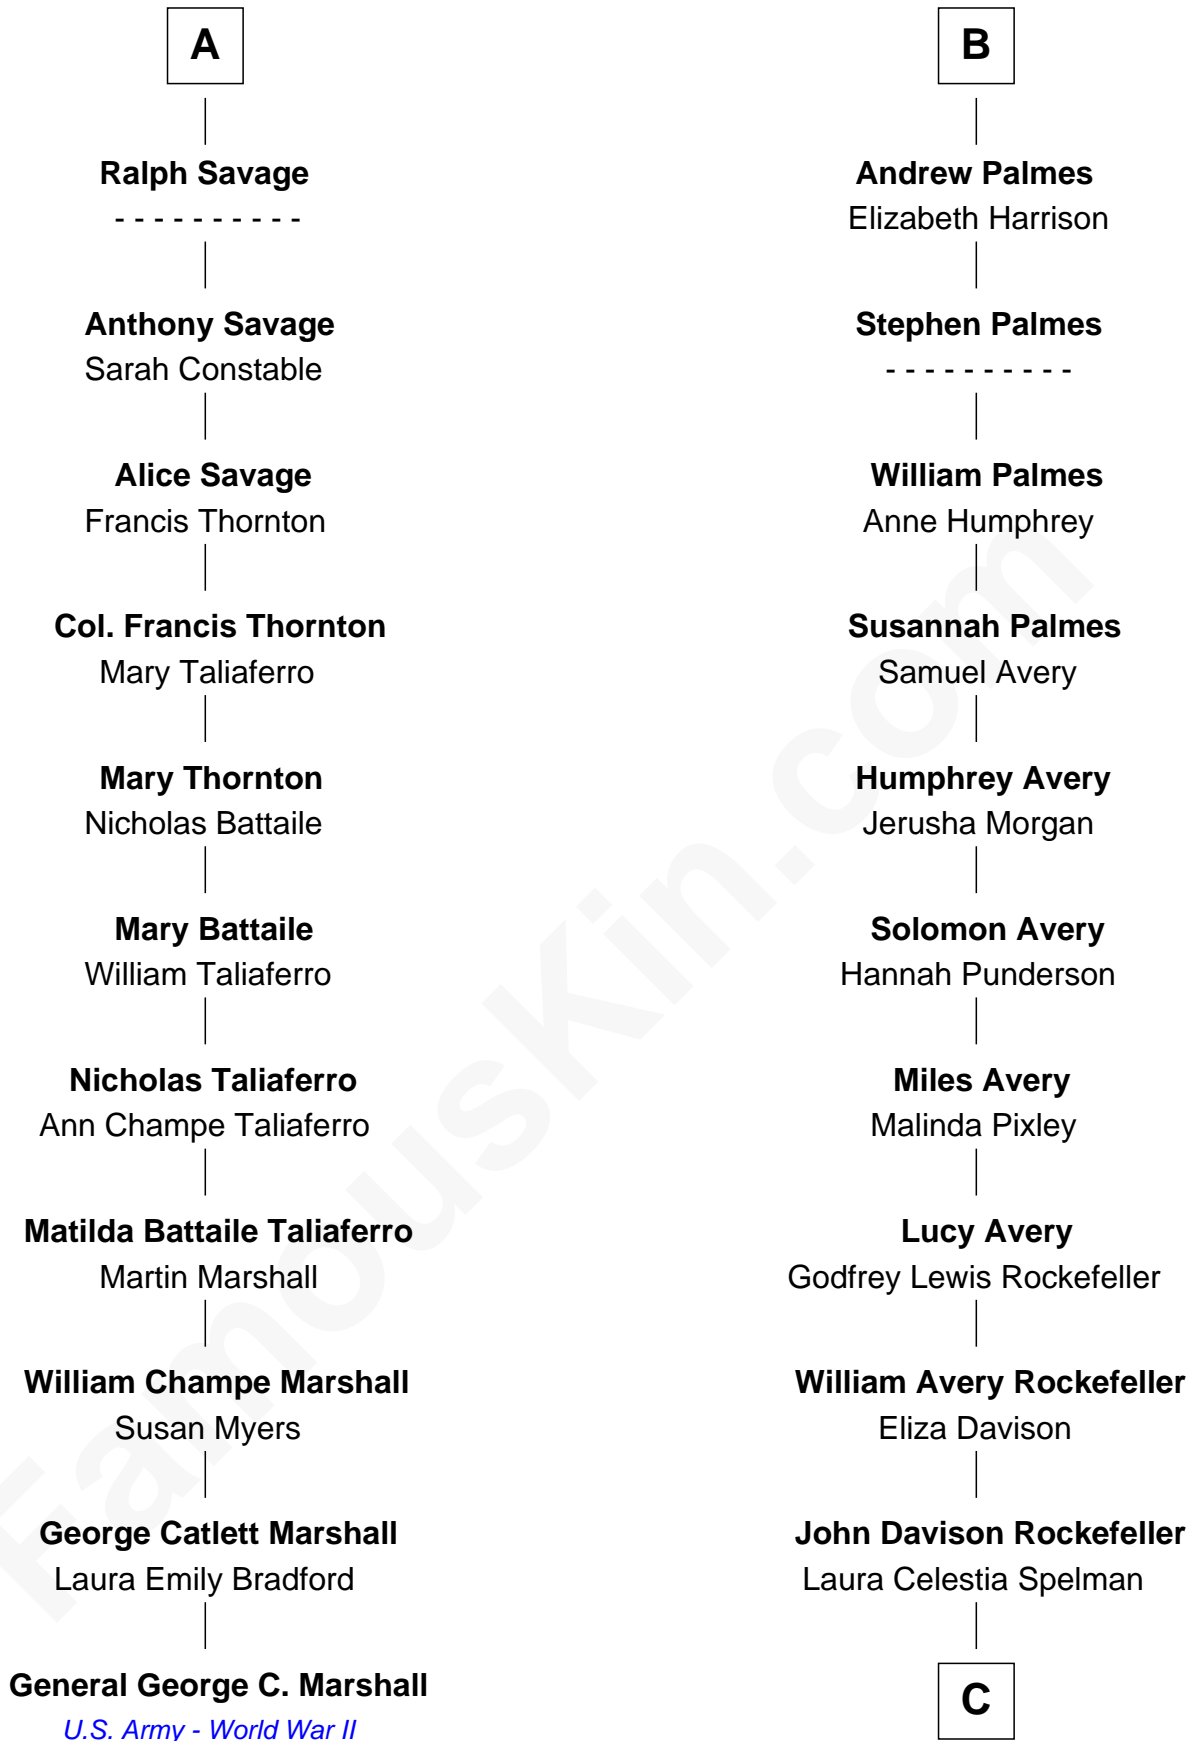 A
Ralph Savage
- - - - - - - - - -
Anthony Savage
Sarah Constable
Alice Savage
Francis Thornton
Col. Francis Thornton
Mary Taliaferro
Mary Thornton
Nicholas Battaile
Mary Battaile
William Taliaferro
Nicholas Taliaferro
Ann Champe Taliaferro
Matilda Battaile Taliaferro
Martin Marshall
William Champe Marshall
Susan Myers
George Catlett Marshall
Laura Emily Bradford
General George C. Marshall
U.S. Army - World War II
B
Andrew Palmes
Elizabeth Harrison
Stephen Palmes
- - - - - - - - - -
William Palmes
Anne Humphrey
Susannah Palmes
Samuel Avery
Humphrey Avery
Jerusha Morgan
Solomon Avery
Hannah Punderson
Miles Avery
Malinda Pixley
Lucy Avery
Godfrey Lewis Rockefeller
William Avery Rockefeller
Eliza Davison
John Davison Rockefeller
Laura Celestia Spelman
C
FamousKin.com